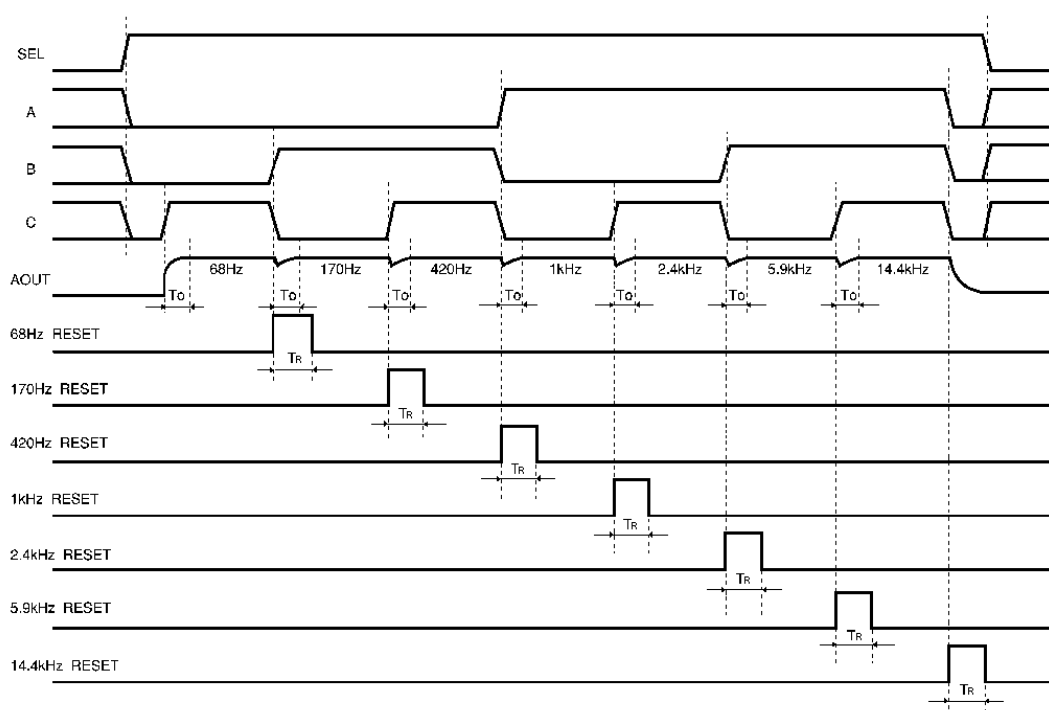 SEL
A
B
C
AOUT
68Hz 170Hz 420Hz 1kHz 2.4kHz 5.9kHz 14.4kHz
To To To To To To To
68Hz RESET
TR
170Hz RESET
TR
420Hz RESET
TR
1kHz RESET
TR
2.4kHz RESET
TR
5.9kHz RESET
TR
14.4kHz RESET
TR